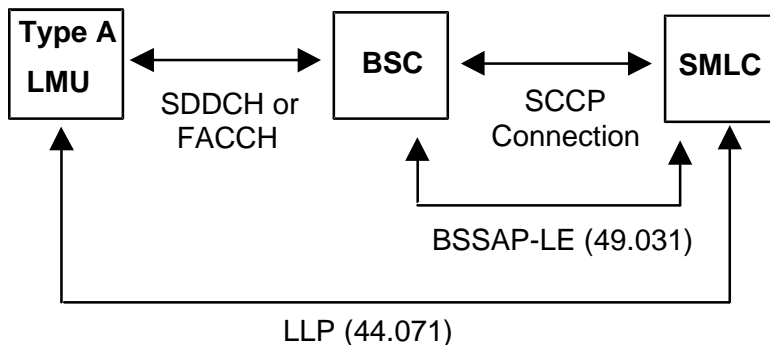 Type A
LMU
BSC
SMLC
SDDCH or
FACCH
SCCP
Connection
BSSAP-LE (49.031)
LLP (44.071)